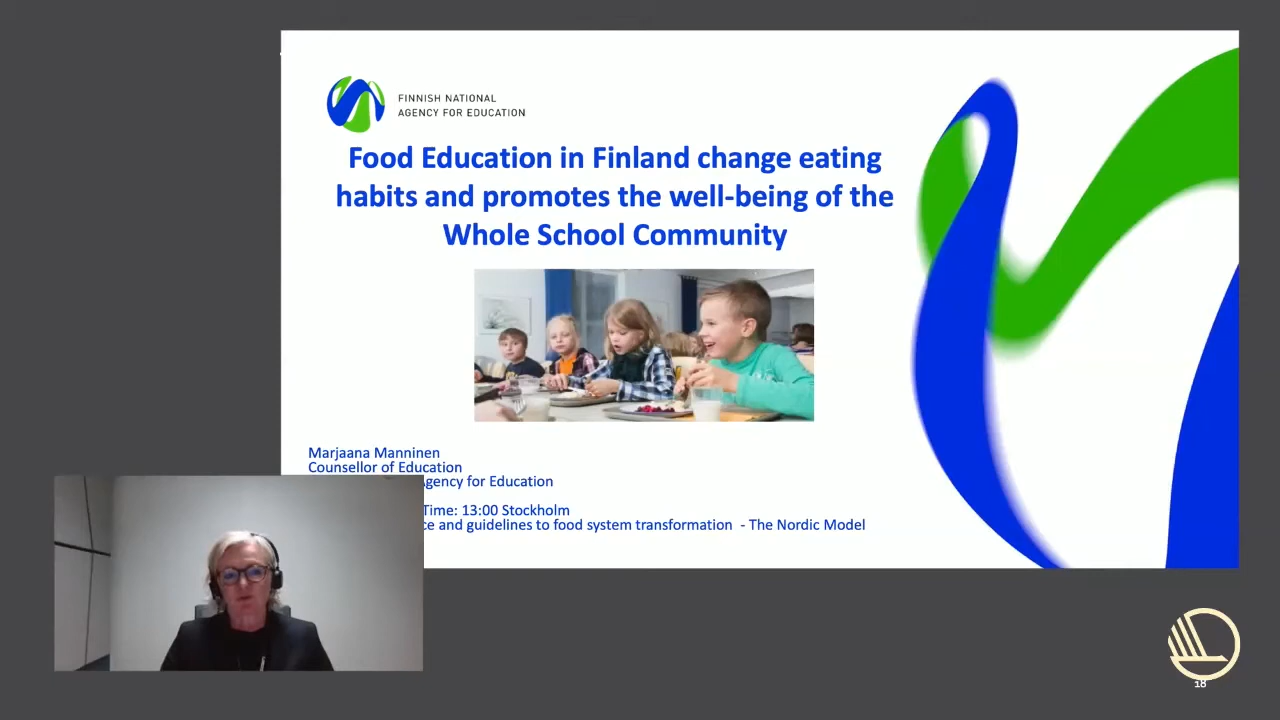 FINNISH NATIONAL
AGENCY FOR EDUCATION
Food Education in Finland change eating
habits and promotes the well-being of the
Whole School Community
Marjaana Manninen
Counsellor of Education
Agency for Education
Time: 13:00 Stockholm
and guidelines to food system transformation - The Nordic Model
18